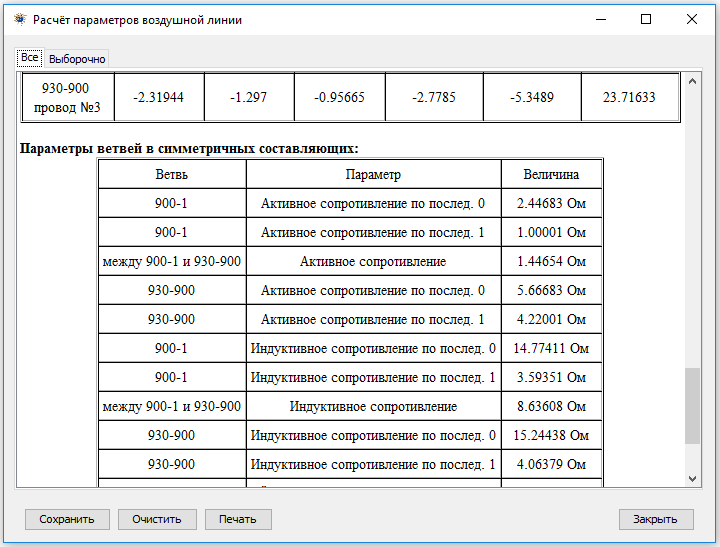 Расчёт параметров воздушной линии
Все Выборочно
930-900
провод №3 -2.31944 -1.297 -0.95665 -2.7785 -5.3489 23.71633
Параметры ветвей в симметричных составляющих:
Ветвь Параметр Величина
900-1 Активное сопротивление по послед. 0 2.44683 Ом
900-1 Активное сопротивление по послед. 1 1.00001 Ом
между 900-1 и 930-900 Активное сопротивление 1.44654 Ом
930-900 Активное сопротивление по послед. 0 5.66683 Ом
930-900 Активное сопротивление по послед. 1 4.22001 Ом
900-1 Индуктивное сопротивление по послед. 0 14.77411 Ом
900-1 Индуктивное сопротивление по послед. 1 3.59351 Ом
между 900-1 и 930-900 Индуктивное сопротивление 8.63608 Ом
930-900 Индуктивное сопротивление по послед. 0 15.24438 Ом
930-900 Индуктивное сопротивление по послед. 1 4.06379 Ом
Сохранить Очистить Печать Закрыть